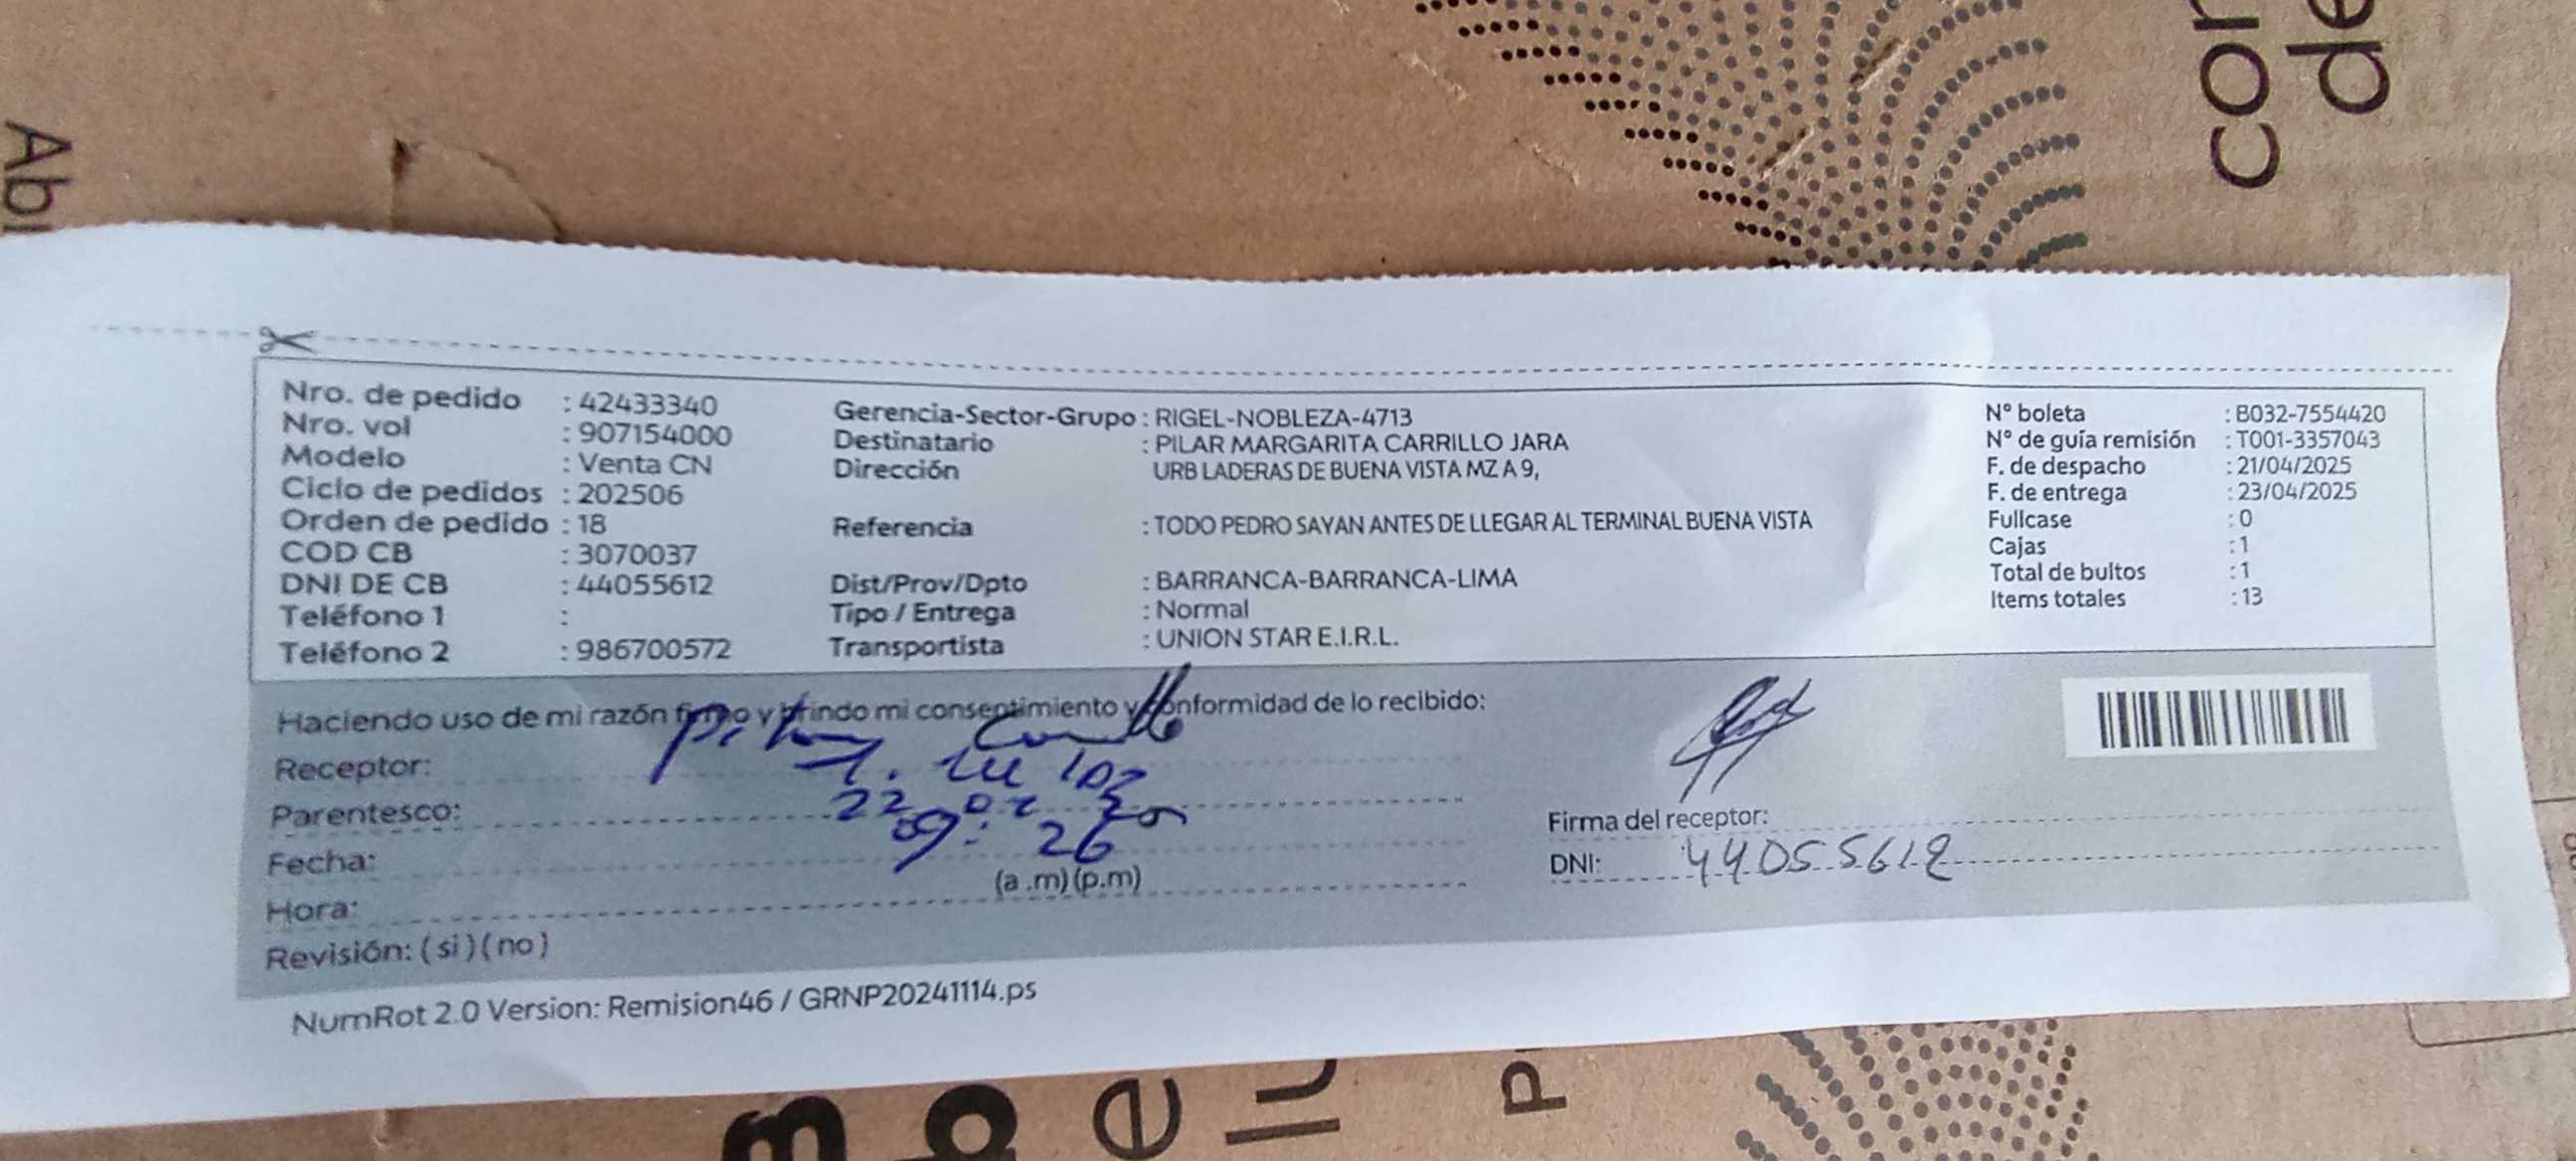 Nro. de pedido : 42433340
Nro. vol : 907154000
Modelo : Venta CN
Ciclo de pedidos : 202506
Orden de pedido : 18
COD CB : 3070037
DNI DE CB : 44055612
Teléfono 1 :
Teléfono 2 : 986700572
Gerencia-Sector-Grupo : RIGEL-NOBLEZA-4713
Destinatario : PILAR MARGARITA CARRILLO JARA
Dirección URB LADERAS DE BUENA VISTA MZ A 9,
Referencia : TODO PEDRO SAYAN ANTES DE LLEGAR AL TERMINAL BUENA VISTA
Dist/Prov/Dpto : BARRANCA-BARRANCA-LIMA
Tipo / Entrega : Normal
Transportista : UNION STAR E.I.R.L.
N° boleta : B032-7554420
N° de guía remisión : T001-3357043
F. de despacho : 21/04/2025
F. de entrega : 23/04/2025
Fullcase : 0
Cajas : 1
Total de bultos : 1
Items totales : 13
Haciendo uso de mi razón firmo y brindo mi consentimiento y conformidad de lo recibido:
Receptor:
Parentesco:
Fecha:
09:26
(a .m) (p.m)
Hora:
Revisión: ( si ) ( no )
Firma del receptor:
DNI: 44055612
NumRot 2.0 Version: Remision46 / GRNP20241114.ps